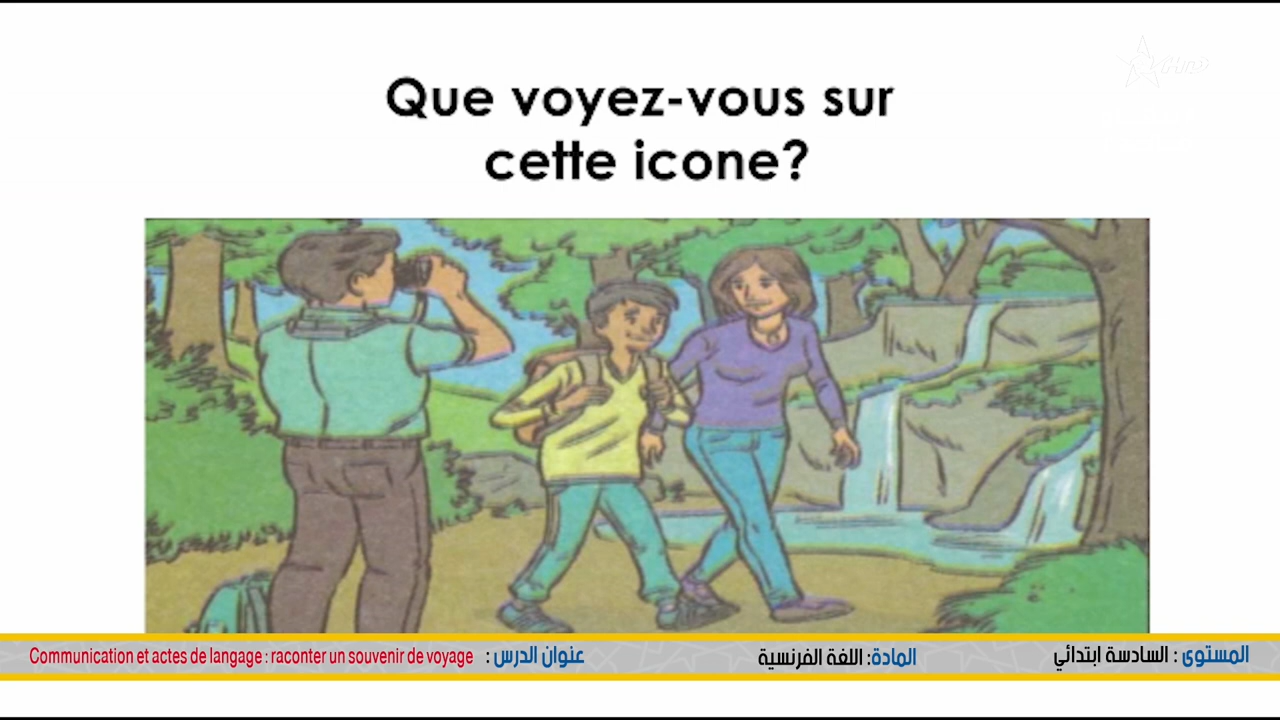 Que voyez-vous sur
cette icone?
المستوى : السادسة ابتدائي
المادة: اللغة الفرنسية
عنوان الدرس : Communication et actes de langage : raconter un souvenir de voyage